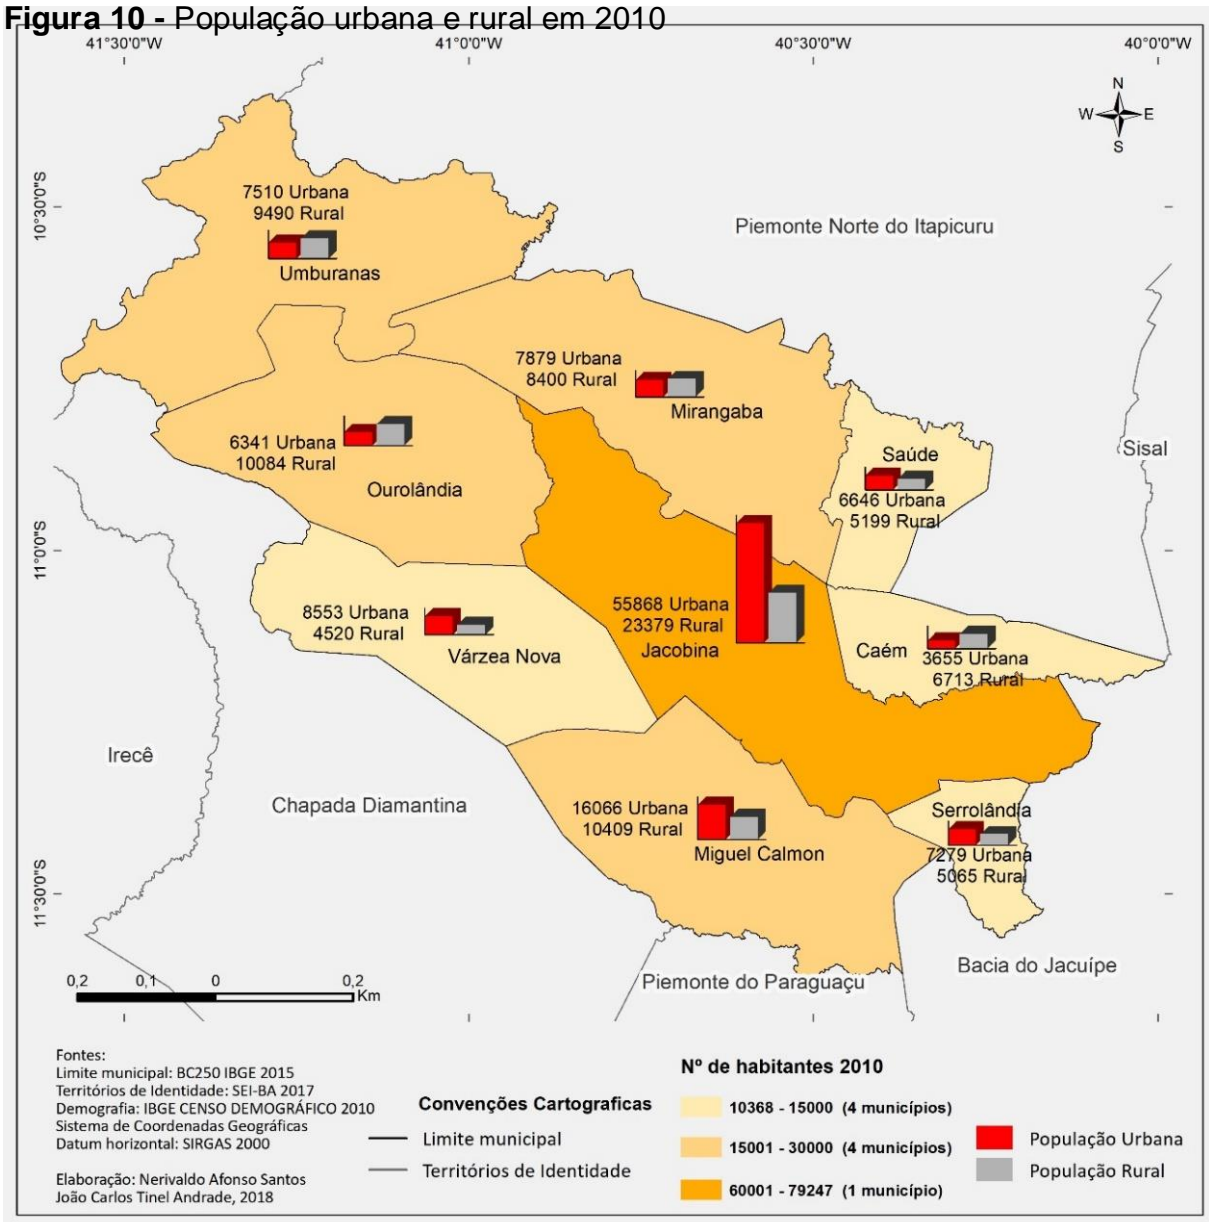 Figura 10 - População urbana e rural em 2010
41°30'0"W
41°0'0"W
40°30'0"W
40°0'0"W
N
W
E
S
10°30'0"S
11°0'0"S
11°30'0"S
7510 Urbana
9490 Rural
Umburanas
Piemonte Norte do Itapicuru
7879 Urbana
8400 Rural
Mirangaba
6341 Urbana
10084 Rural
Ourolândia
Saúde
6646 Urbana
5199 Rural
Sisal
8553 Urbana
4520 Rural
Várzea Nova
55868 Urbana
23379 Rural
Jacobina
Caém
3655 Urbana
6713 Rural
Irecê
Chapada Diamantina
16066 Urbana
10409 Rural
Miguel Calmon
Serrolândia
7279 Urbana
5065 Rural
Bacia do Jacuípe
Piemonte do Paraguaçu
0,2
0,1
0
0,2
Km
Fontes:
Limite municipal: BC250 IBGE 2015
Territórios de Identidade: SEI-BA 2017
Demografia: IBGE CENSO DEMOGRÁFICO 2010
Sistema de Coordenadas Geográficas
Datum horizontal: SIRGAS 2000
Elaboração: Nerivaldo Afonso Santos
João Carlos Tinel Andrade, 2018
Convenções Cartograficas
Limite municipal
Territórios de Identidade
Nº de habitantes 2010
10368 - 15000 (4 municípios)
15001 - 30000 (4 municípios)
60001 - 79247 (1 município)
População Urbana
População Rural